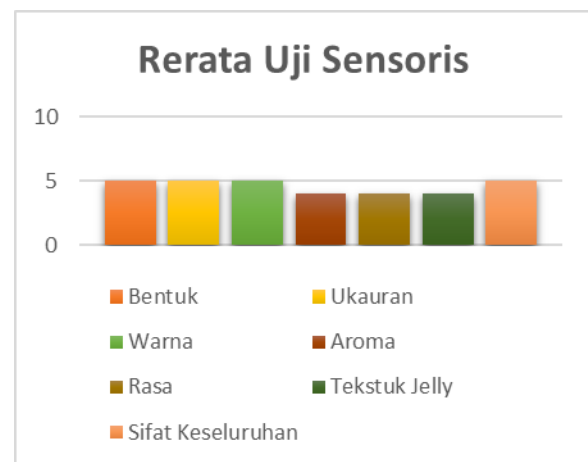 Rerata Uji Sensoris
10
5
0
Bentuk Ukauran
Warna Aroma
Rasa Tekstuk Jelly
Sifat Keseluruhan